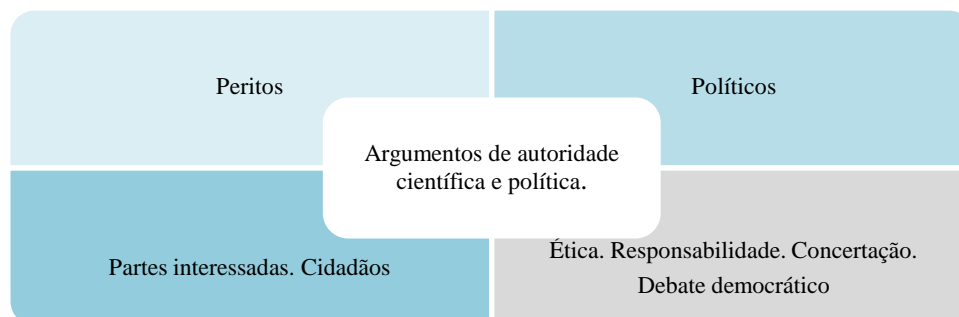 Peritos
Políticos
Argumentos de autoridade
científica e política.
Partes interessadas. Cidadãos
Ética. Responsabilidade. Concertação.
Debate democrático